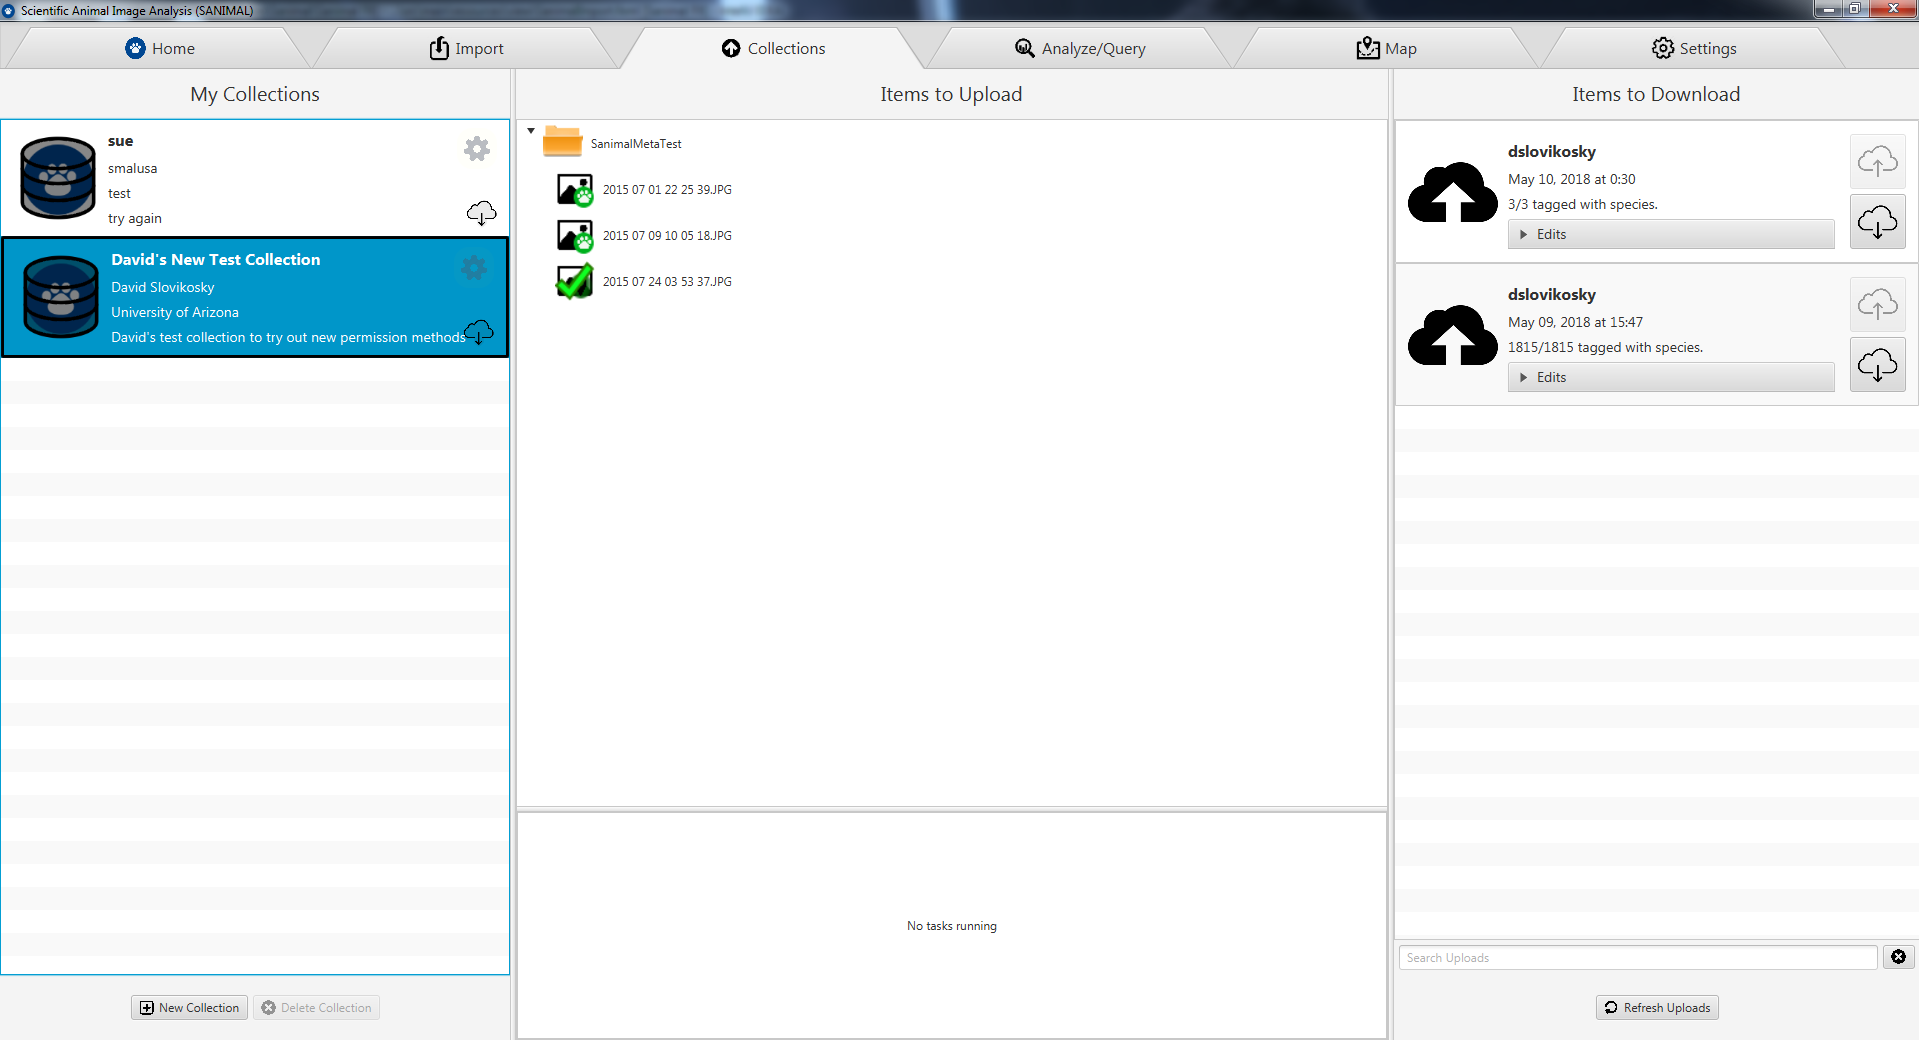 Scientific Animal Image Analysis (SANIMAL)
Home
Import
Collections
Analyze/Query
Map
Settings
My Collections
sue
smalusa
test
try again
David's New Test Collection
David Slovikosky
University of Arizona
David's test collection to try out new permission methods
New Collection
Delete Collection
Items to Upload
SanimalMetaTest
2015 07 01 22 25 39.JPG
2015 07 09 10 05 18.JPG
2015 07 24 03 53 37.JPG
No tasks running
Items to Download
dslovikosky
May 10, 2018 at 0:30
3/3 tagged with species.
Edits
dslovikosky
May 09, 2018 at 15:47
1815/1815 tagged with species.
Edits
Search Uploads
Refresh Uploads